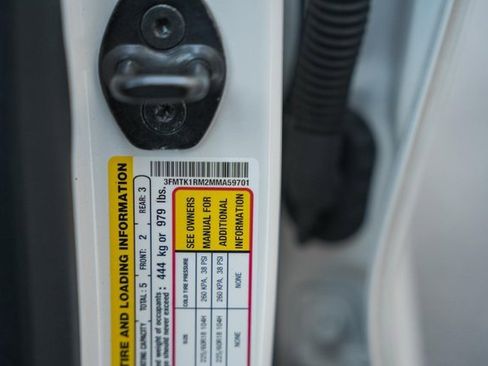 3FMTK1RM2MMA59701
TIRE AND LOADING INFORMATION
SEATING CAPACITY TOTAL : 5 FRONT: 2 REAR: 3
weight of occupants
should never exceed : 444 kg or 979 lbs.
SIZE COLD TIRE PRESSURE SEE OWNERS
225/60R18 104H 260 KPA, 38 PSI MANUAL FOR
225/60R18 104H 260 KPA, 38 PSI ADDITIONAL
NONE NONE INFORMATION